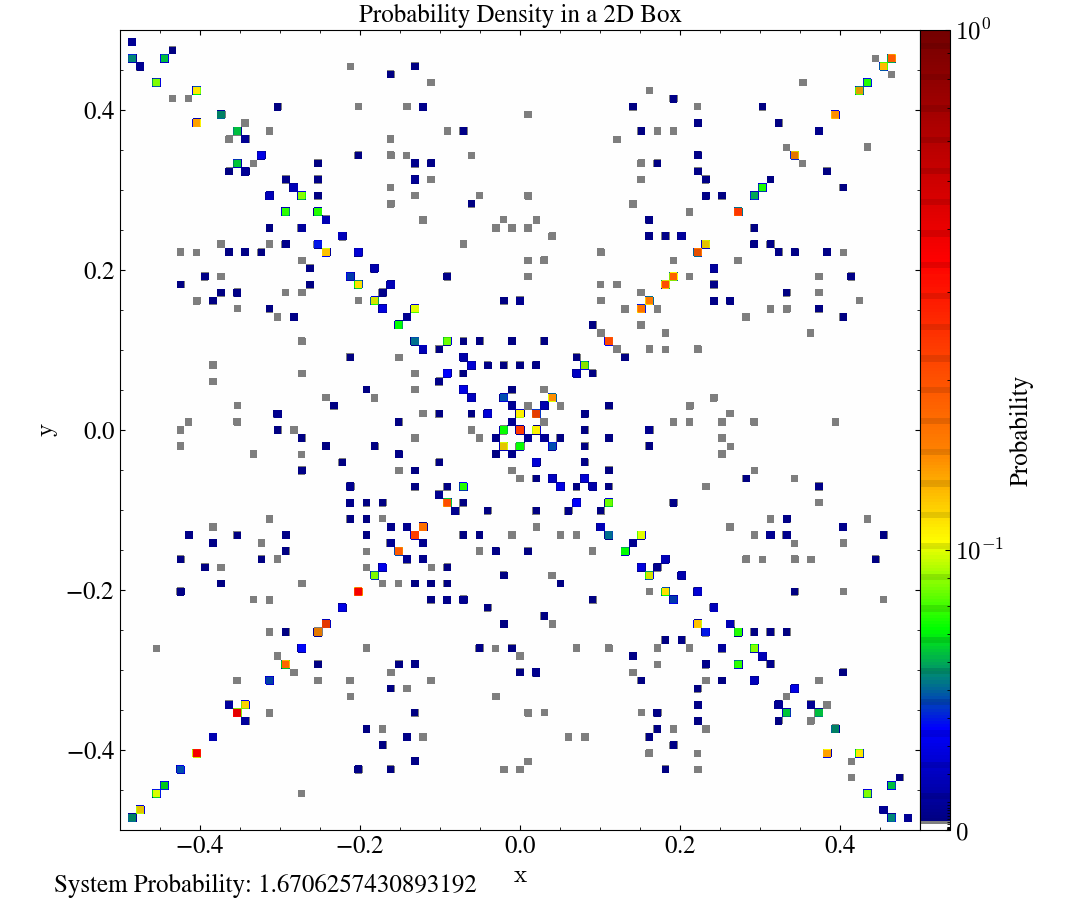 Probability Density in a 2D Box
10^0
0.4
0.2
0.0
−0.2
−0.4
y
Probability
10^−1
0
−0.4 −0.2 0.0 0.2 0.4
x
System Probability: 1.6706257430893192